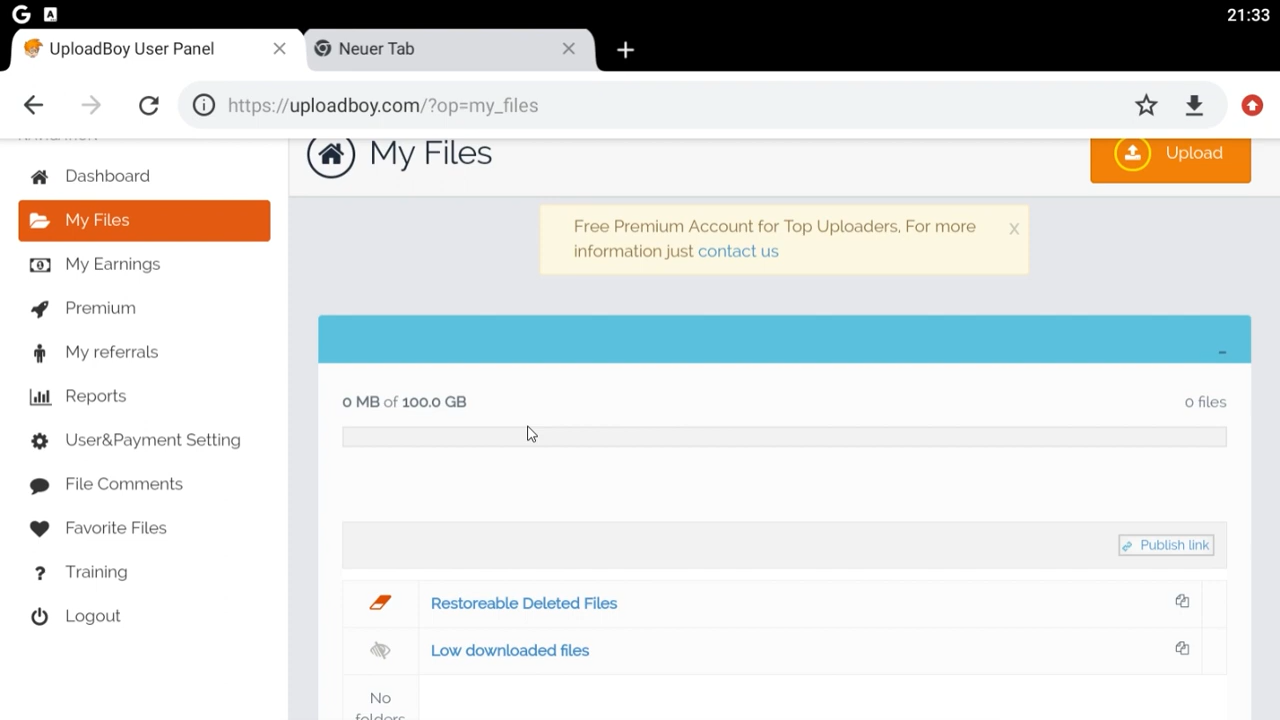 21:33
UploadBoy User Panel
Neuer Tab
https://uploadboy.com/?op=my_files
My Files
Upload
Dashboard
My Files
My Earnings
Premium
My referrals
Reports
User&Payment Setting
File Comments
Favorite Files
Training
Logout
Free Premium Account for Top Uploaders, For more
information just contact us
x
0 MB of 100.0 GB
0 files
Publish link
Restoreable Deleted Files
Low downloaded files
No
folders